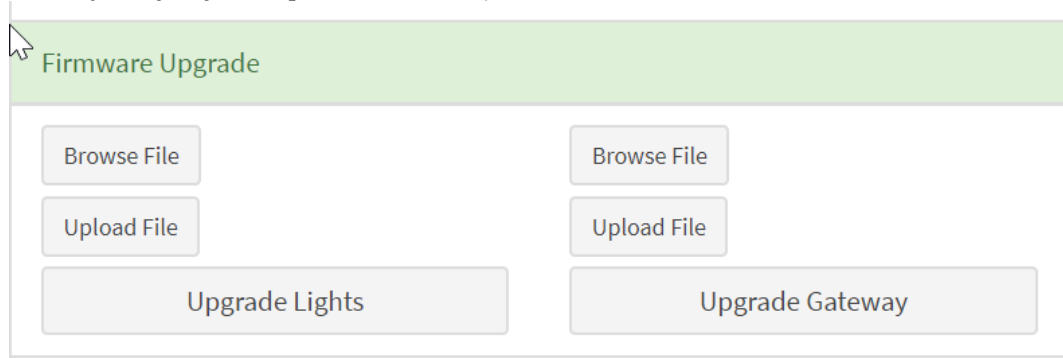 Firmware Upgrade
Browse File
Upload File
Upgrade Lights
Browse File
Upload File
Upgrade Gateway